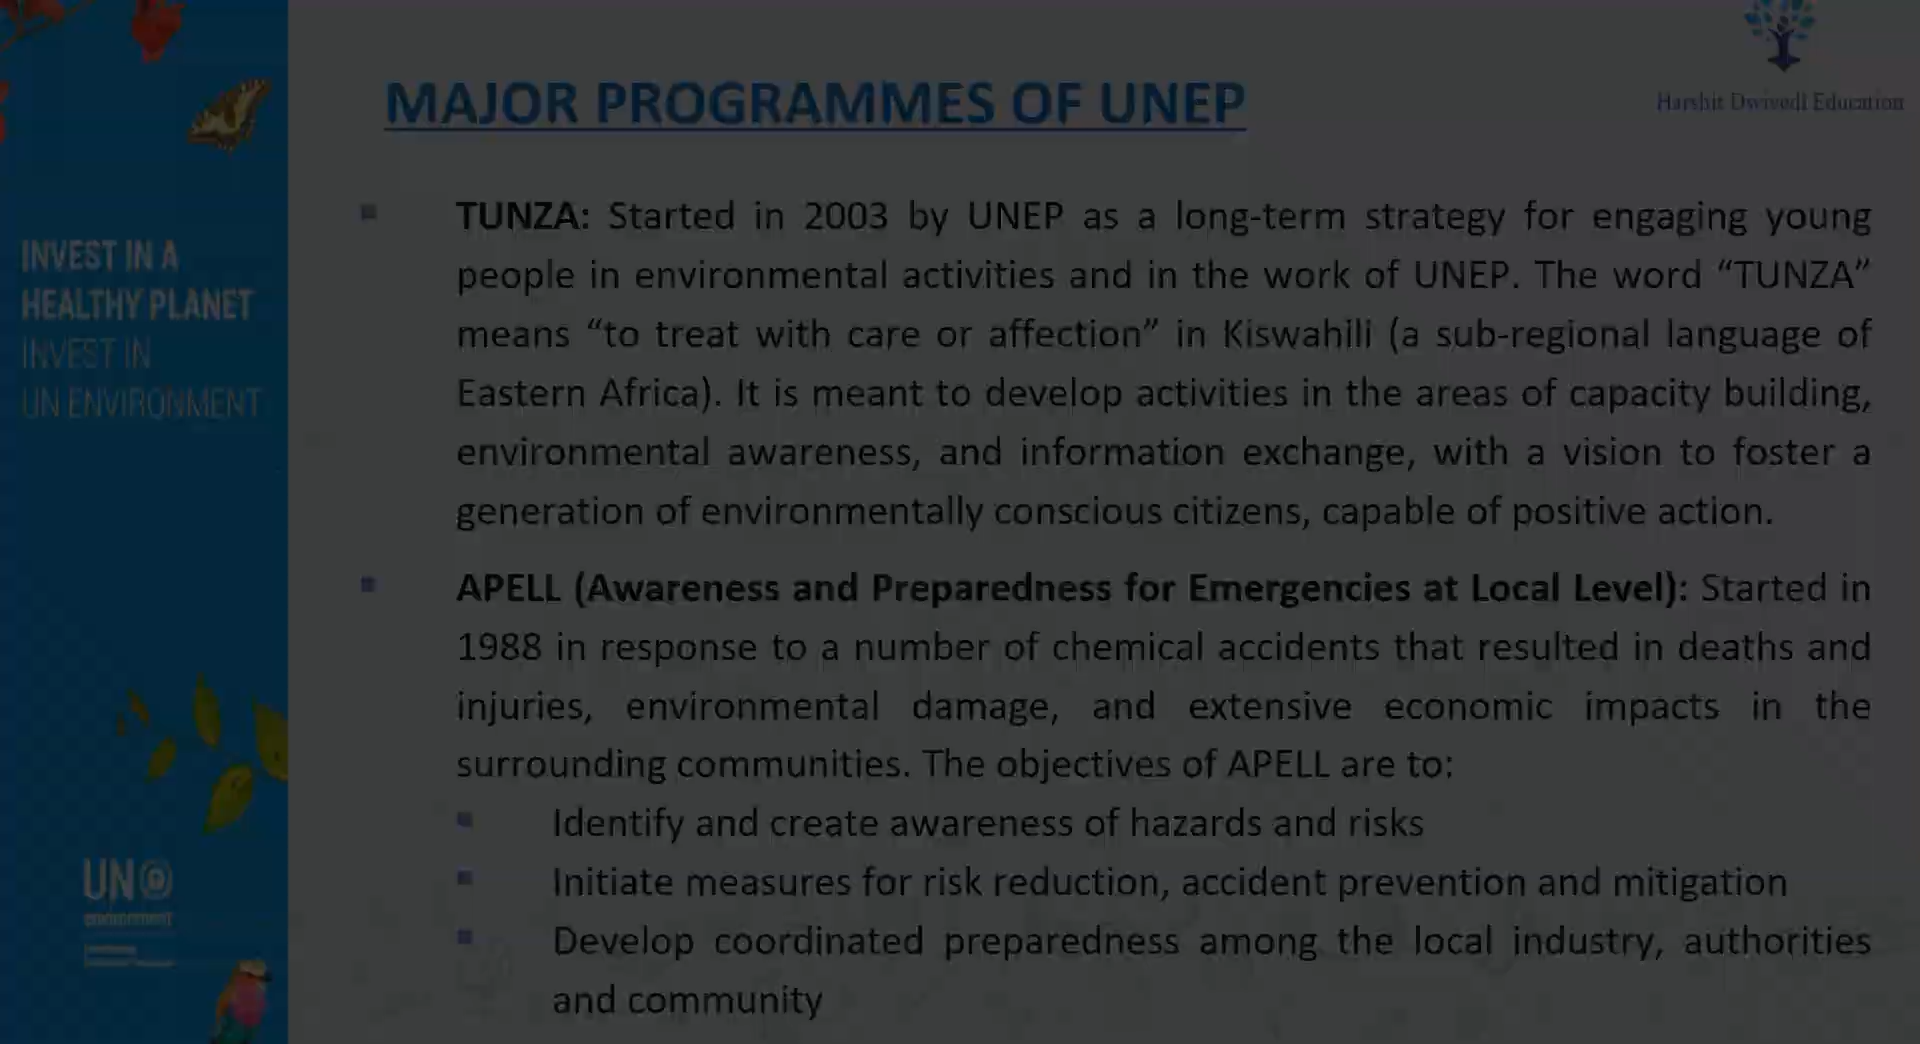 INVEST IN A
HEALTHY PLANET
INVEST IN
UN ENVIRONMENT
UN
environment
MAJOR PROGRAMMES OF UNEP
Harshit Dwivedi Education
▪ TUNZA: Started in 2003 by UNEP as a long-term strategy for engaging young
people in environmental activities and in the work of UNEP. The word “TUNZA”
means “to treat with care or affection” in Kiswahili (a sub-regional language of
Eastern Africa). It is meant to develop activities in the areas of capacity building,
environmental awareness, and information exchange, with a vision to foster a
generation of environmentally conscious citizens, capable of positive action.
▪ APELL (Awareness and Preparedness for Emergencies at Local Level): Started in
1988 in response to a number of chemical accidents that resulted in deaths and
injuries, environmental damage, and extensive economic impacts in the
surrounding communities. The objectives of APELL are to:
▪ Identify and create awareness of hazards and risks
▪ Initiate measures for risk reduction, accident prevention and mitigation
▪ Develop coordinated preparedness among the local industry, authorities
and community